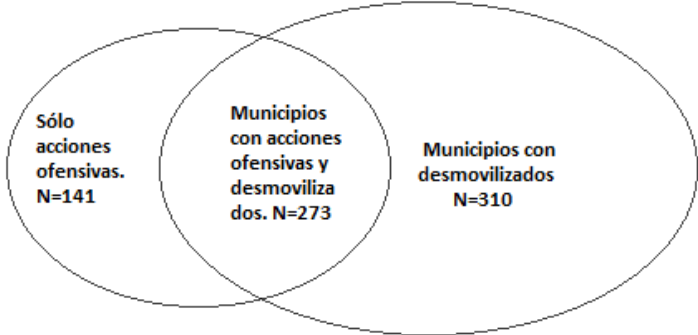 Sólo
acciones
ofensivas.
N=141
Municipios
con acciones
ofensivas y
desmoviliza
dos. N=273
Municipios con
desmovilizados
N=310